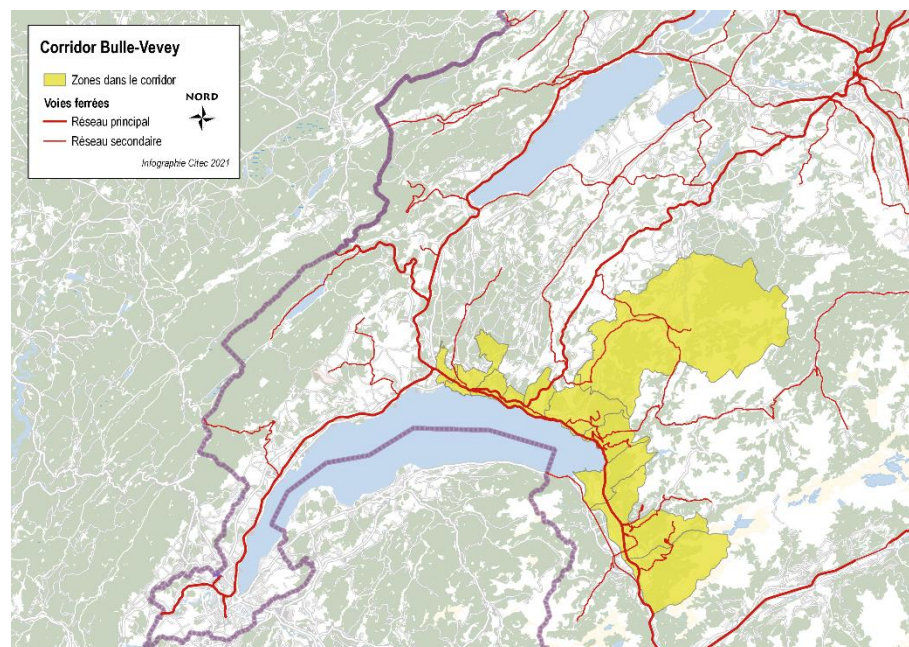 Corridor Bulle-Vevey
Zones dans le corridor
Voies ferrées
NORD
Réseau principal
Réseau secondaire
Infographie Citec 2021